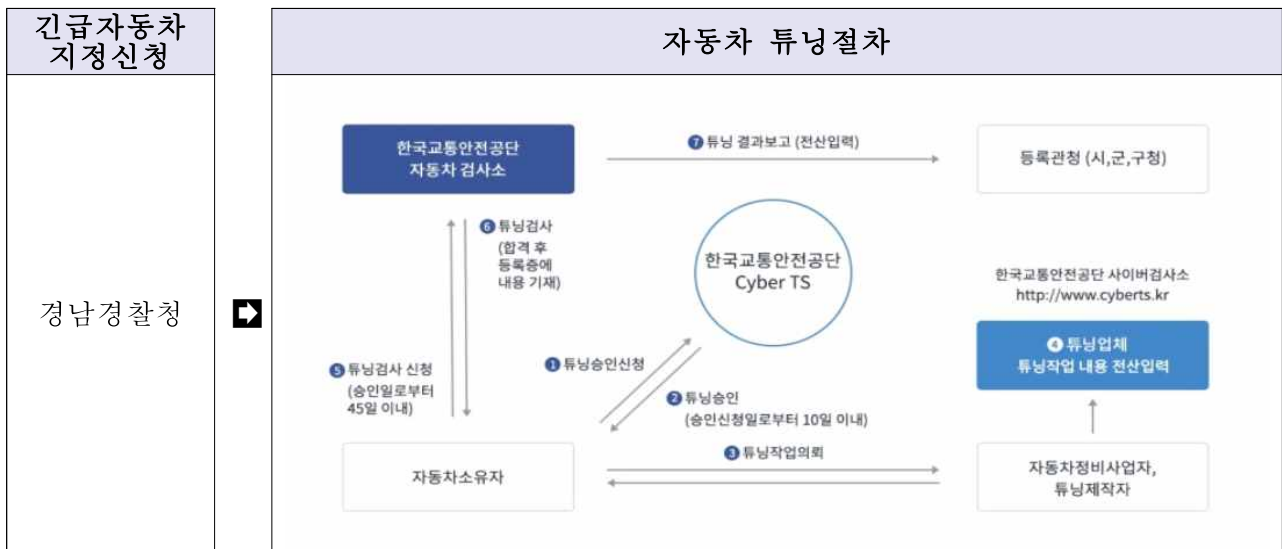 긴급자동차
지정신청
자동차 튜닝절차
경남경찰청
한국교통안전공단
자동차 검사소
❼ 튜닝 결과보고 (전산입력)
등록관청 (시,군,구청)
❻ 튜닝검사
(합격 후
등록증에
내용 기재)
한국교통안전공단
Cyber TS
한국교통안전공단 사이버검사소
http://www.cyberts.kr
❹ 튜닝업체
튜닝작업 내용 전산입력
❺ 튜닝검사 신청
(승인일로부터
45일 이내)
❶ 튜닝승인신청
❷ 튜닝승인
(승인신청일로부터 10일 이내)
❸ 튜닝작업의뢰
자동차소유자
자동차정비사업자,
튜닝제작자